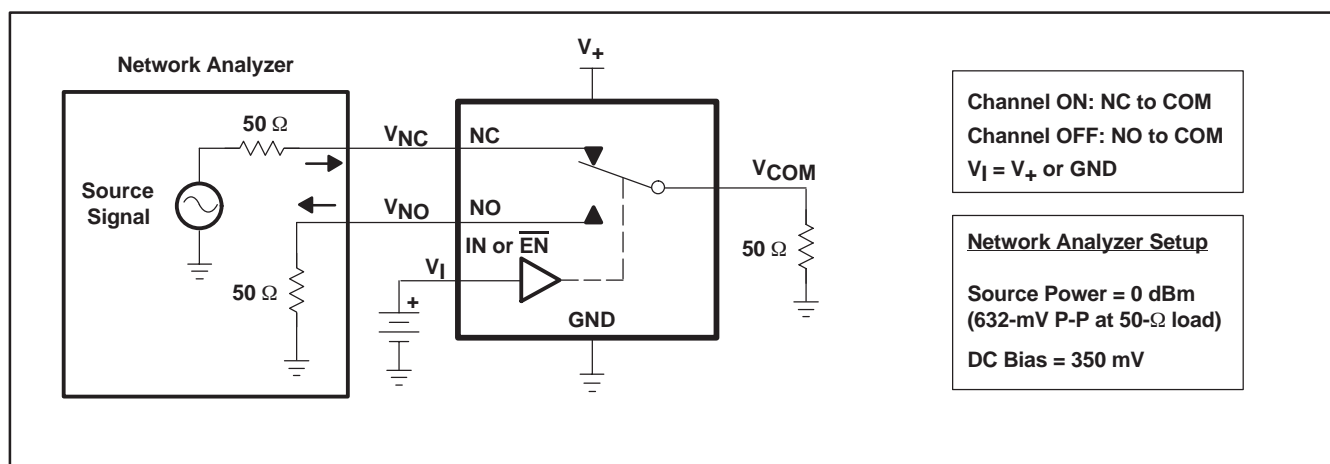 Network Analyzer
50 Ω
Source
Signal
50 Ω
V+
VNC
NC
VNO
NO
IN or E̅N̅
VI
+
GND
VCOM
50 Ω
Channel ON: NC to COM
Channel OFF: NO to COM
VI = V+ or GND
Network Analyzer Setup
Source Power = 0 dBm
(632-mV P-P at 50-Ω load)
DC Bias = 350 mV